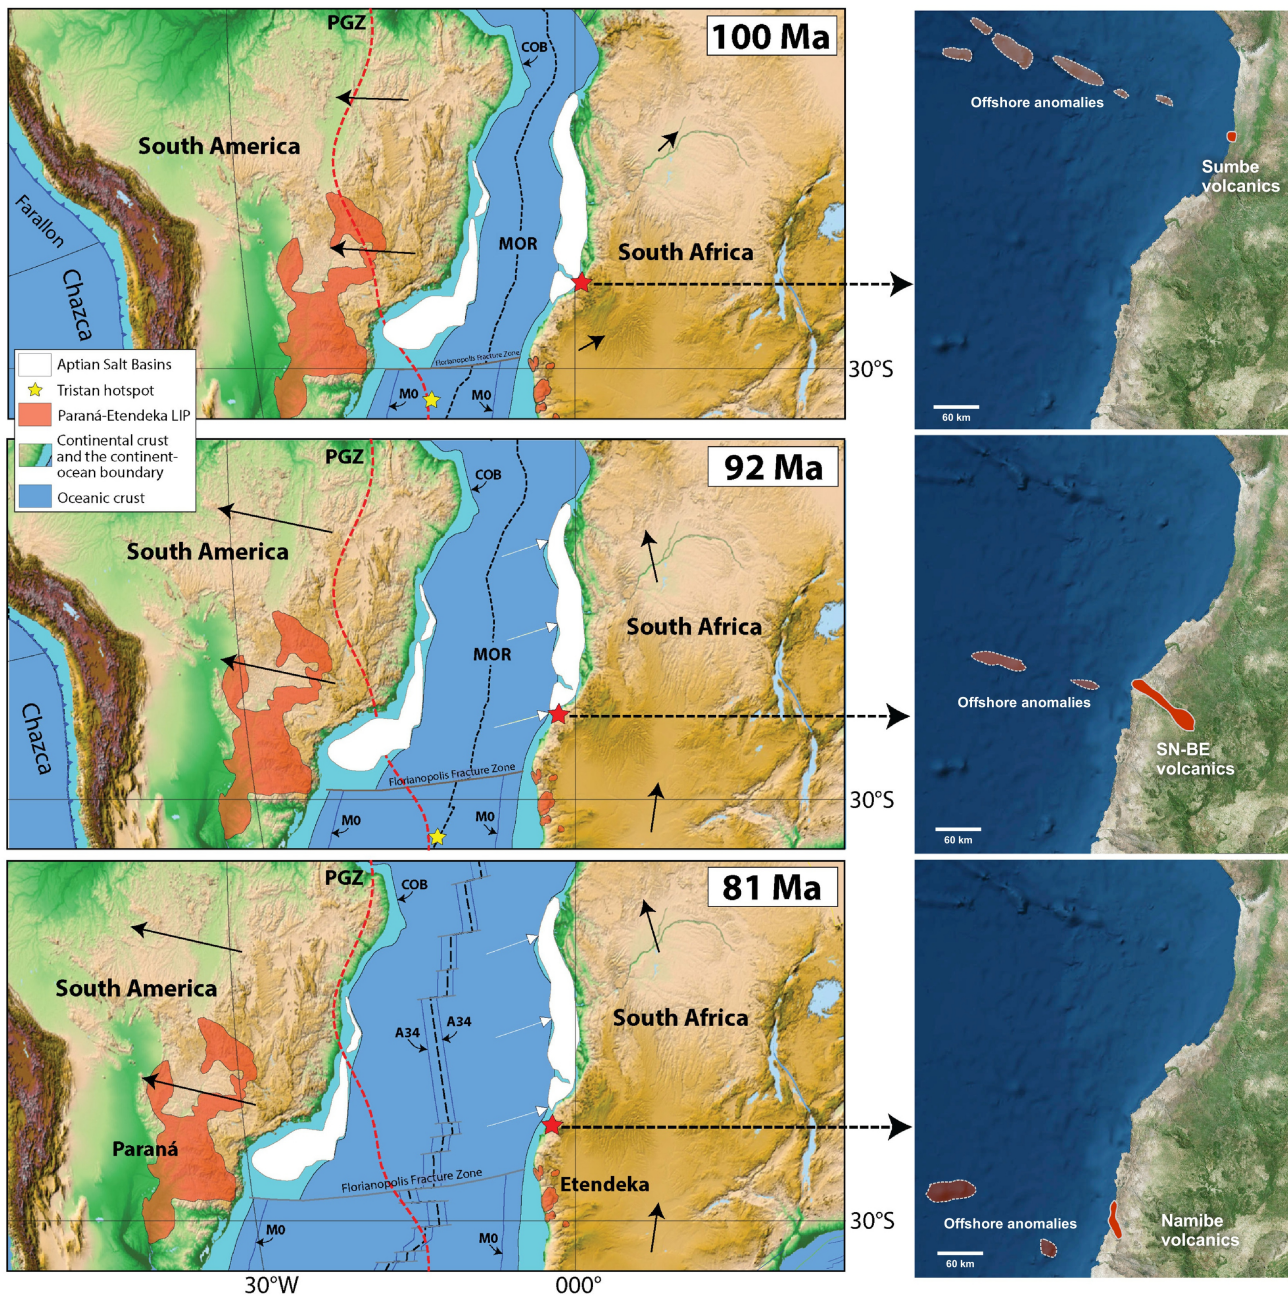 PGZ
100 Ma
COB
South America
Offshore anomalies
Sumbe
volcanics
Farallon
MOR
South Africa
Chazca
Florianopolis Fracture Zone
30°S
M0
M0
60 km
Aptian Salt Basins
Tristan hotspot
Paraná-Etendeka LIP
Continental crust
and the continent-
ocean boundary
Oceanic crust
PGZ
92 Ma
COB
South America
South Africa
MOR
Offshore anomalies
Chazca
SN-BE
volcanics
Florianopolis Fracture Zone
30°S
M0
M0
60 km
PGZ
COB
81 Ma
South America
South Africa
A34
A34
Paraná
Florianopolis Fracture Zone
Etendeka
30°S
M0
M0
Offshore anomalies
Namibe
volcanics
60 km
30°W
000°